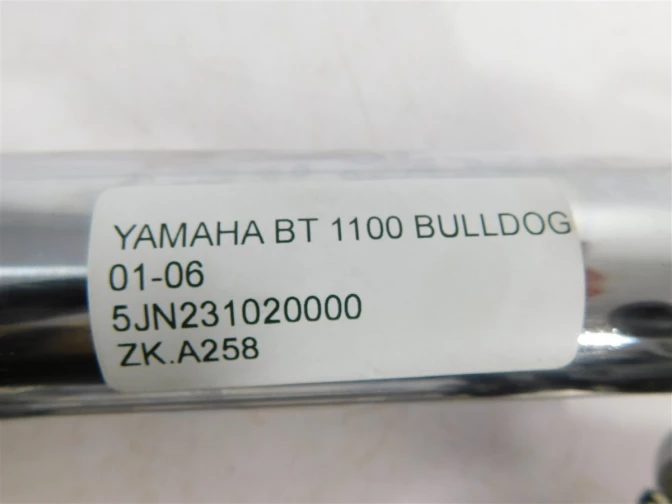 YAMAHA BT 1100 BULLDOG
01-06
5JN231020000
ZK.A258